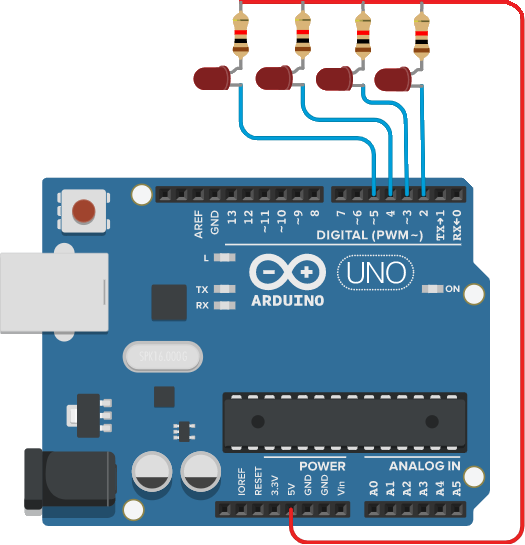 AREF
GND
13
12
~11
~10
~9
8
7
~6
~5
4
~3
2
TX→1
RX←0
DIGITAL (PWM~)
L
TX
RX
ARDUINO
UNO
ON
POWER
ANALOG IN
IOREF
RESET
3.3V
5V
GND
GND
Vin
A0
A1
A2
A3
A4
A5